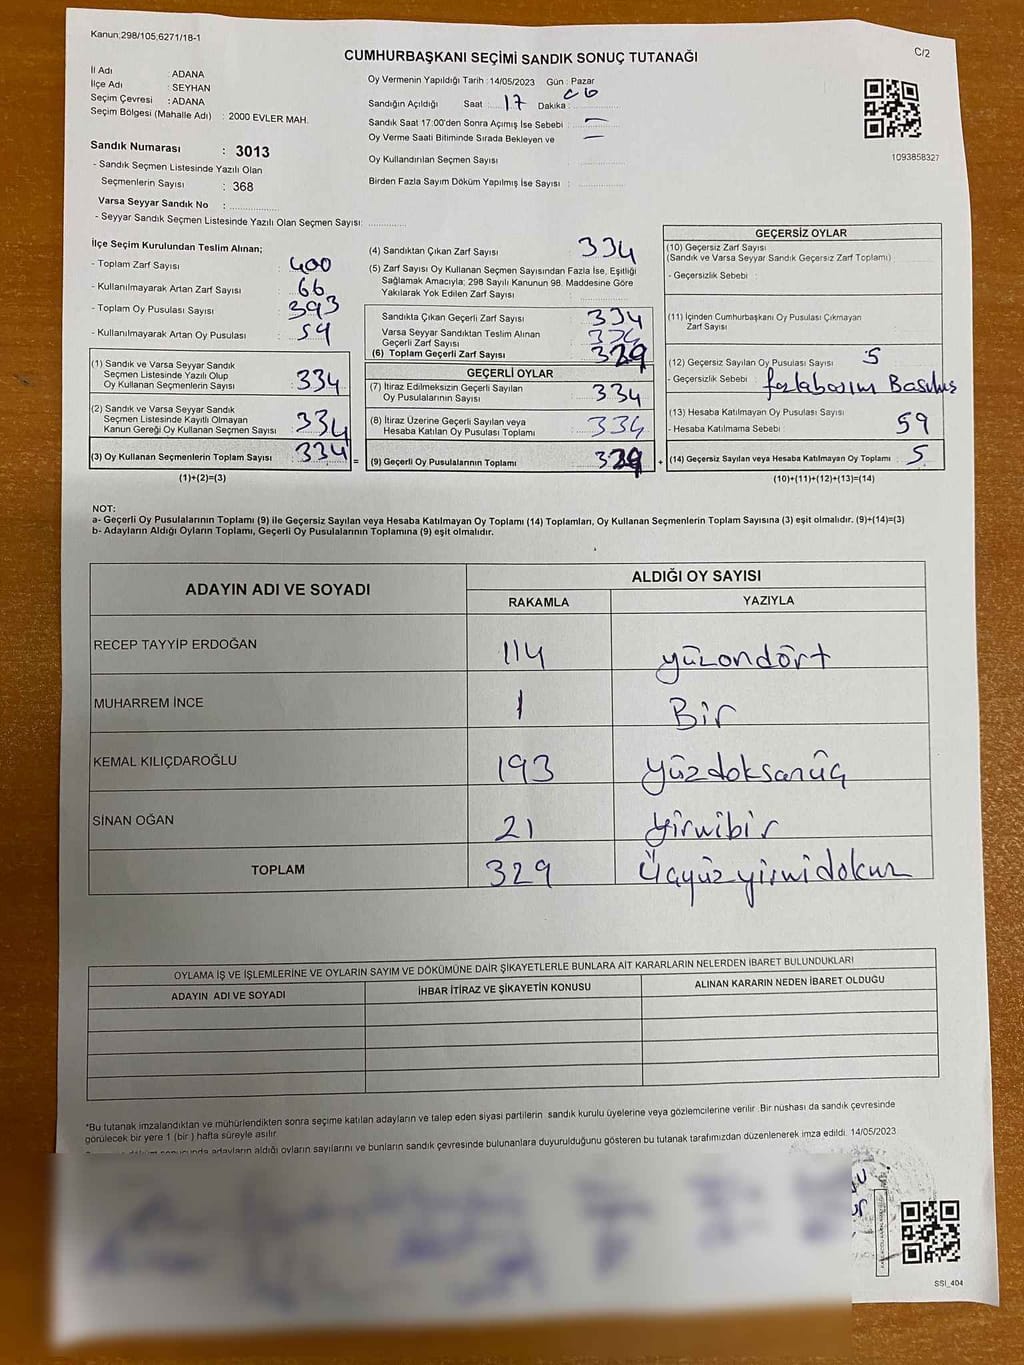 Kanun;298/105,6271/18-1
CUMHURBAŞKANI SEÇİMİ SANDIK SONUÇ TUTANAĞI
C/2
İl Adı : ADANA
İlçe Adı : SEYHAN
Seçim Çevresi : ADANA
Seçim Bölgesi (Mahalle Adı) : 2000 EVLER MAH.
Sandık Numarası : 3013
- Sandık Seçmen Listesinde Yazılı Olan
Seçmenlerin Sayısı : 368
Varsa Seyyar Sandık No :
- Seyyar Sandık Seçmen Listesinde Yazılı Olan Seçmen Sayısı:
Oy Vermenin Yapıldığı Tarih : 14/05/2023 Gün : Pazar
Sandığın Açıldığı Saat : 17 Dakika : 06
Sandık Saat 17:00'den Sonra Açımış İse Sebebi : –
Oy Verme Saati Bitiminde Sırada Bekleyen ve –
Oy Kullandırılan Seçmen Sayısı
Birden Fazla Sayım Döküm Yapılmış İse Sayısı :
1093858327
İlçe Seçim Kurulundan Teslim Alınan;
- Toplam Zarf Sayısı : 400
- Kullanılmayarak Artan Zarf Sayısı : 66
- Toplam Oy Pusulası Sayısı : 393
- Kullanılmayarak Artan Oy Pusulası : 59
(1) Sandık ve Varsa Seyyar Sandık
Seçmen Listesinde Yazılı Olup
Oy Kullanan Seçmenlerin Sayısı : 334
(2) Sandık ve Varsa Seyyar Sandık
Seçmen Listesinde Kayıtlı Olmayan
Kanun Gereği Oy Kullanan Seçmen Sayısı : 334
(3) Oy Kullanan Seçmenlerin Toplam Sayısı : 334
(1)+(2)=(3)
(4) Sandıktan Çıkan Zarf Sayısı : 334
(5) Zarf Sayısı Oy Kullanan Seçmen Sayısından Fazla İse, Eşitliği
Sağlamak Amacıyla; 298 Sayılı Kanunun 98. Maddesine Göre
Yakılarak Yok Edilen Zarf Sayısı :
Sandıkta Çıkan Geçerli Zarf Sayısı : 334
Varsa Seyyar Sandıktan Teslim Alınan
Geçerli Zarf Sayısı : 334
(6) Toplam Geçerli Zarf Sayısı : 329
GEÇERLİ OYLAR
(7) İtiraz Edilmeksizin Geçerli Sayılan
Oy Pusulalarının Sayısı : 334
(8) İtiraz Üzerine Geçerli Sayılan veya
Hesaba Katılan Oy Pusulası Toplamı : 334
= (9) Geçerli Oy Pusulalarının Toplamı : 329
GEÇERSİZ OYLAR
(10) Geçersiz Zarf Sayısı
(Sandık ve Varsa Seyyar Sandık Geçersiz Zarf Toplamı) :
- Geçersizlik Sebebi :
(11) İçinden Cumhurbaşkanı Oy Pusulası Çıkmayan
Zarf Sayısı
(12) Geçersiz Sayılan Oy Pusulası Sayısı : 5
- Geçersizlik Sebebi : fazlabasım Basılmış
(13) Hesaba Katılmayan Oy Pusulası Sayısı
- Hesaba Katılmama Sebebi : 59
+ (14) Geçersiz Sayılan veya Hesaba Katılmayan Oy Toplamı : 5
(10)+(11)+(12)+(13)=(14)
NOT:
a- Geçerli Oy Pusulalarının Toplamı (9) ile Geçersiz Sayılan veya Hesaba Katılmayan Oy Toplamı (14) Toplamları, Oy Kullanan Seçmenlerin Toplam Sayısına (3) eşit olmalıdır. (9)+(14)=(3)
b- Adayların Aldığı Oyların Toplamı, Geçerli Oy Pusulalarının Toplamına (9) eşit olmalıdır.
ADAYIN ADI VE SOYADI
ALDIĞI OY SAYISI
RAKAMLA YAZIYLA
RECEP TAYYİP ERDOĞAN 114 yüzondört
MUHARREM İNCE 1 Bir
KEMAL KILIÇDAROĞLU 193 yüzdoksanüç
SİNAN OĞAN 21 yirmibir
TOPLAM 329 Üçyüzyirmidokuz
OYLAMA İŞ VE İŞLEMLERİNE VE OYLARIN SAYIM VE DÖKÜMÜNE DAİR ŞİKAYETLERLE BUNLARA AİT KARARLARIN NELERDEN İBARET BULUNDUKLARI
ADAYIN ADI VE SOYADI İHBAR İTİRAZ VE ŞİKAYETİN KONUSU ALINAN KARARIN NEDEN İBARET OLDUĞU
*Bu tutanak imzalandıktan ve mühürlendikten sonra seçime katılan adayların ve talep eden siyasi partilerin sandık kurulu üyelerine veya gözlemcilerine verilir. Bir nüshası da sandık çevresinde
görülecek bir yere 1 (bir ) hafta süreyle asılır.
sonucunda adayların aldığı oyların sayılarını ve bunların sandık çevresinde bulunanlara duyurulduğunu gösteren bu tutanak tarafımızdan düzenlenerek imza edildi. 14/05/2023
SSI_404